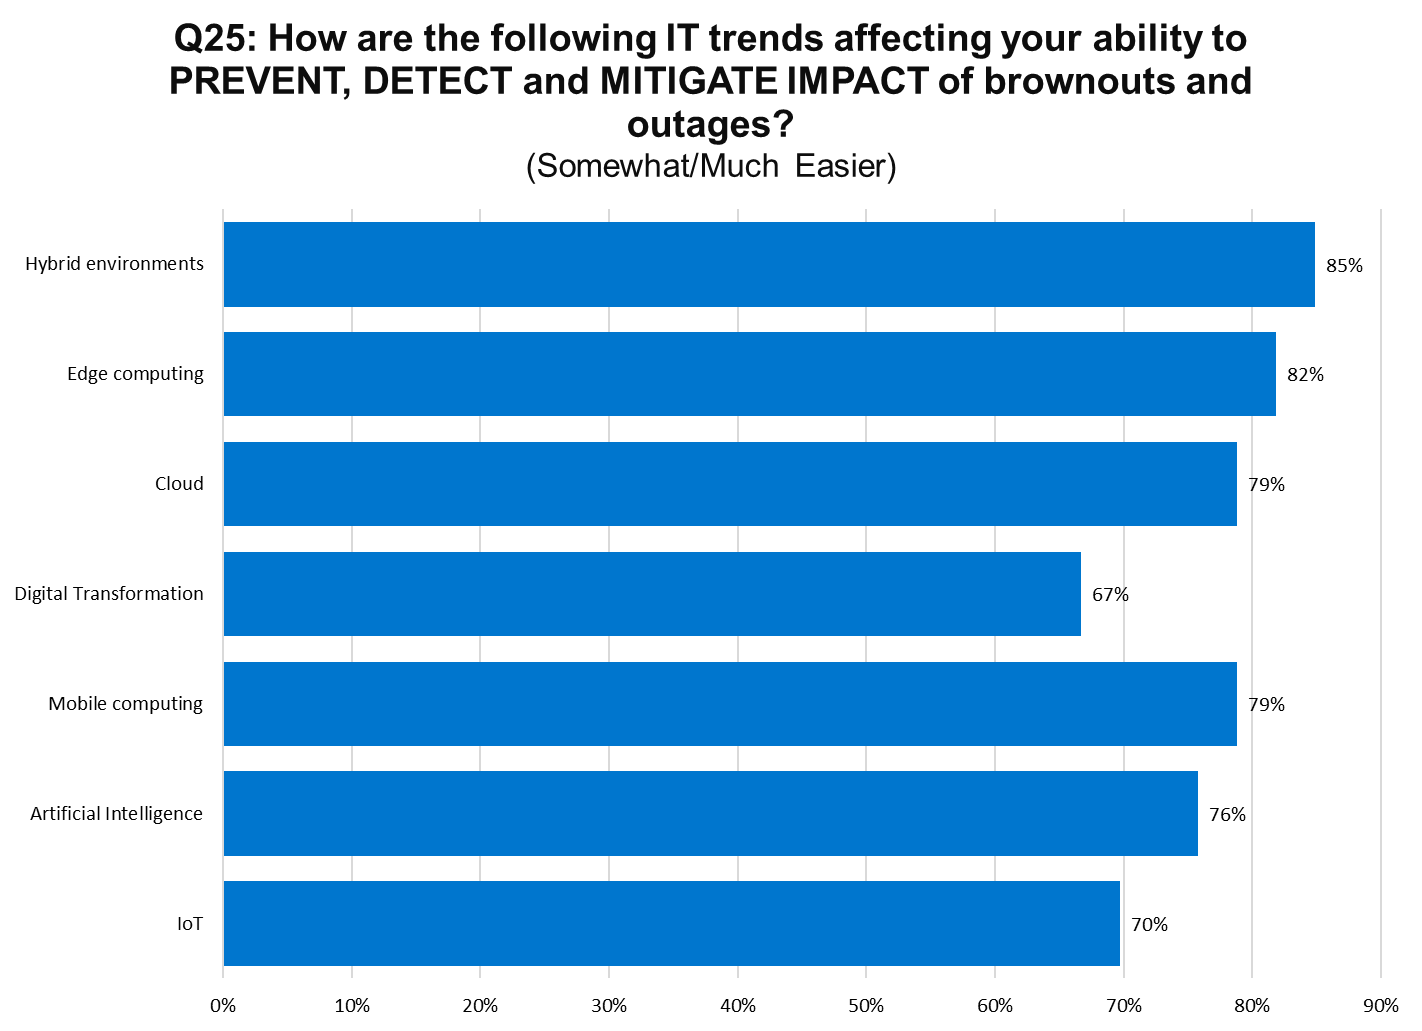 Q25: How are the following IT trends affecting your ability to
PREVENT, DETECT and MITIGATE IMPACT of brownouts and
outages?
(Somewhat/Much Easier)
Hybrid environments
85%
Edge computing
82%
Cloud
79%
Digital Transformation
67%
Mobile computing
79%
Artificial Intelligence
76%
IoT
70%
0% 10% 20% 30% 40% 50% 60% 70% 80% 90%